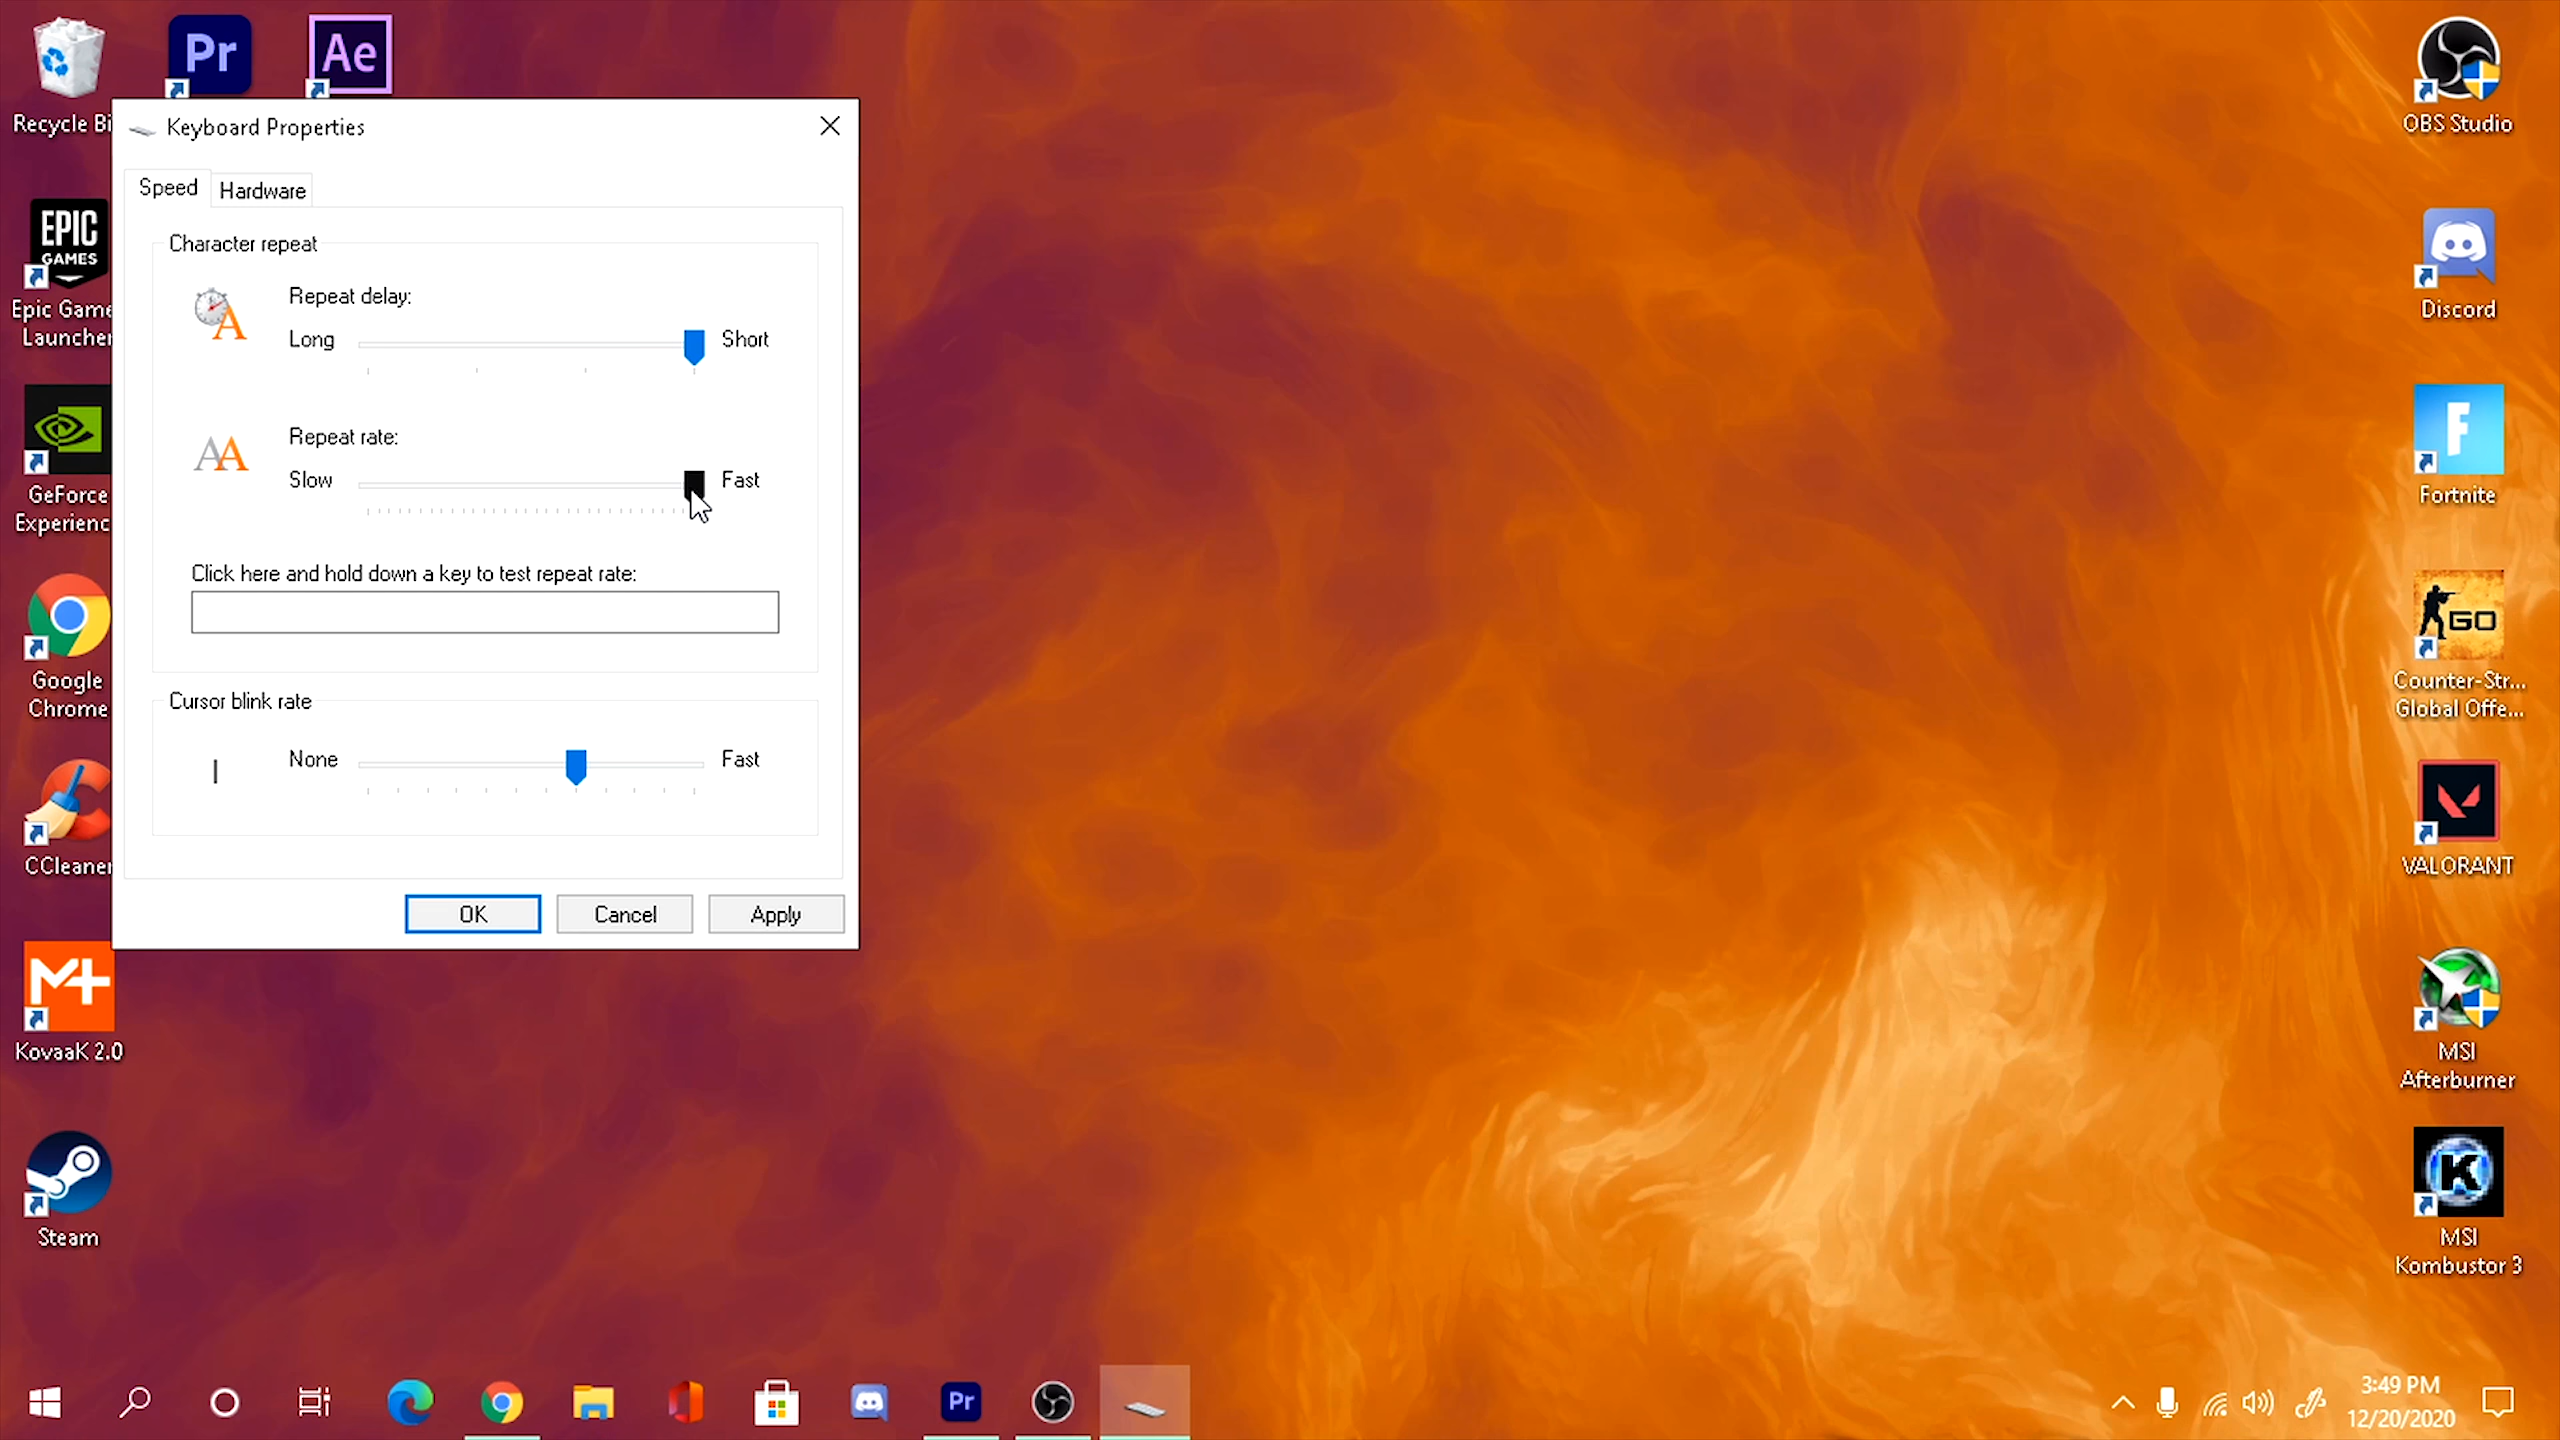 Pr
Ae
Recycle Bi
Keyboard Properties
Speed
Hardware
Character repeat
Repeat delay:
Long
Short
Repeat rate:
Slow
Fast
Click here and hold down a key to test repeat rate:
Cursor blink rate
None
Fast
OK
Cancel
Apply
EPIC
GAMES
Epic Game
Launcher
GeForce
Experienc
Google
Chrome
CCleaner
KovaaK 2.0
Steam
OBS Studio
Discord
F
Fortnite
GO
Counter-Str...
Global Offe...
VALORANT
MSI
Afterburner
K
MSI
Kombustor 3
Pr
3:49 PM
12/20/2020